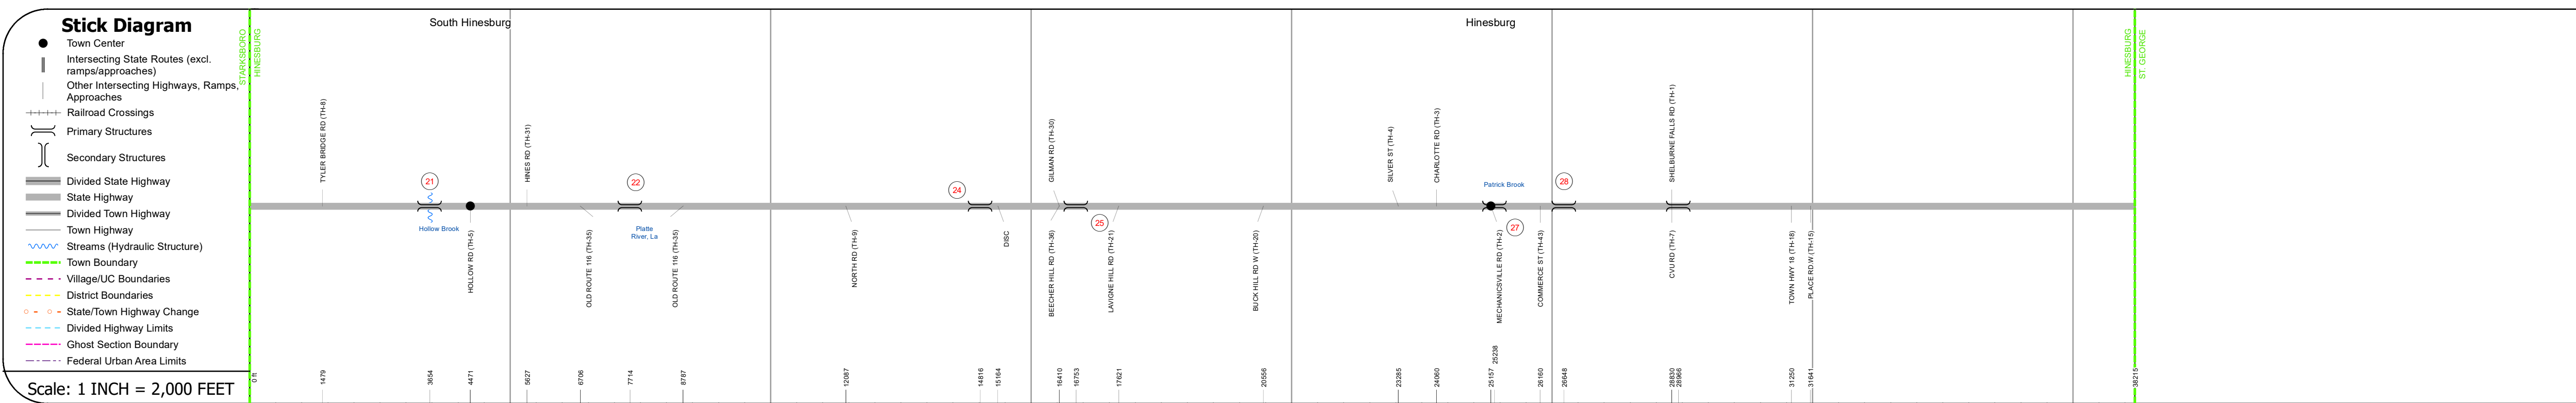 Stick Diagram
Town Center
Intersecting State Routes (excl.
ramps/approaches)
Other Intersecting Highways, Ramps,
Approaches
Railroad Crossings
Primary Structures
Secondary Structures
Divided State Highway
State Highway
Divided Town Highway
Town Highway
Streams (Hydraulic Structure)
Town Boundary
Village/UC Boundaries
District Boundaries
State/Town Highway Change
Divided Highway Limits
Ghost Section Boundary
Federal Urban Area Limits
Scale: 1 INCH = 2,000 FEET
STARKSBORO
HINESBURG
South Hinesburg
Hinesburg
HINESBURG
ST. GEORGE
TYLER BRIDGE RD (TH-8)
HINES RD (TH-31)
GILMAN RD (TH-30)
SILVER ST (TH-4)
CHARLOTTE RD (TH-3)
SHELBURNE FALLS RD (TH-1)
21
22
24
25
Patrick Brook
27
28
Hollow Brook
Platte
River, La
HOLLOW RD (TH-5)
OLD ROUTE 116 (TH-35)
OLD ROUTE 116 (TH-35)
NORTH RD (TH-9)
DISC
BEECHER HILL RD (TH-36)
LAVIGNE HILL RD (TH-21)
BUCK HILL RD W (TH-20)
MECHANICSVILLE RD (TH-2)
COMMERCE ST (TH-43)
CVU RD (TH-7)
TOWN HWY 18 (TH-18)
PLACE RD W (TH-15)
0 ft
1479
3654
4471
5627
6706
7714
8787
12087
14816
15164
16410
16753
17621
20556
23285
24060
25157
25238
26160
26648
28830
28966
31250
31641
38215